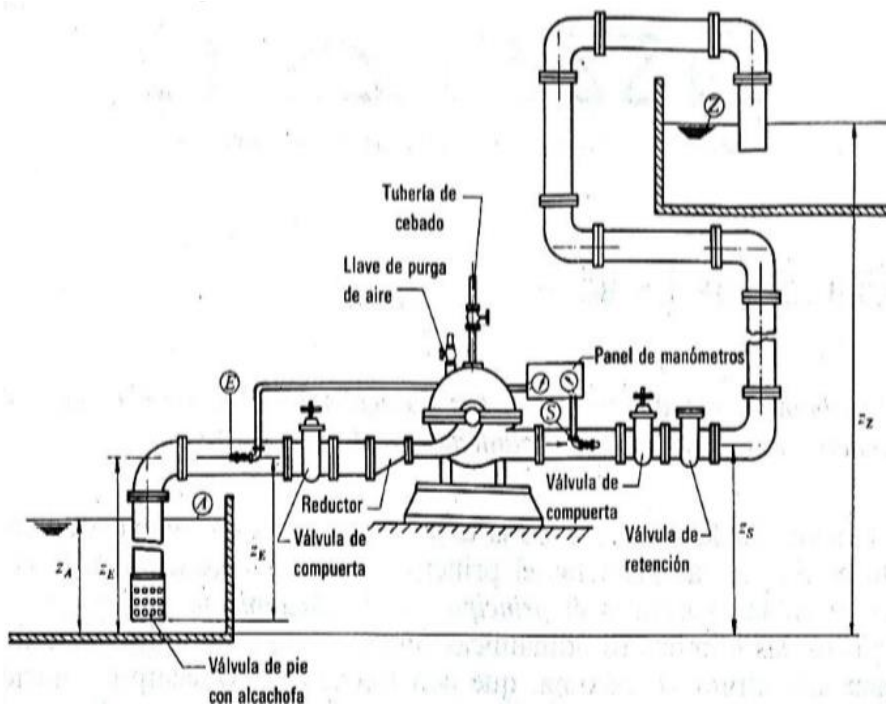 Z
Tubería de
cebado
Llave de purga
de aire
Panel de manómetros
E
S
z_Z
A
Reductor
Válvula de
compuerta
z_S
z_A
z_E
Válvula de
compuerta
z_E
Válvula de
retención
Válvula de pie
con alcachofa